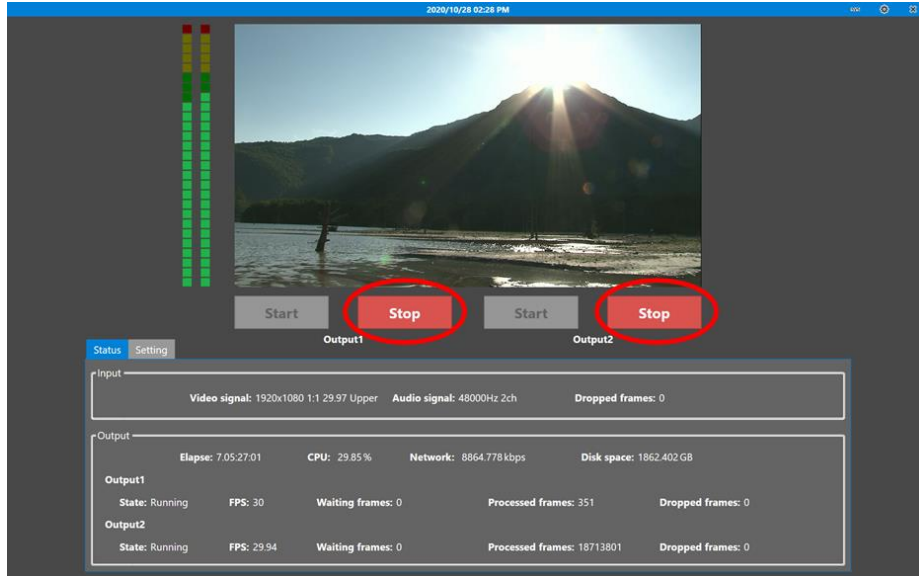 2020/10/28 02:28 PM
Start Stop Start Stop
Output1 Output2
Status Setting
Input
Video signal: 1920x1080 1:1 29.97 Upper Audio signal: 48000Hz 2ch Dropped frames: 0
Output
Elapse: 7.05:27:01 CPU: 29.85 % Network: 8864.778 kbps Disk space: 1862.402 GB
Output1
State: Running FPS: 30 Waiting frames: 0 Processed frames: 351 Dropped frames: 0
Output2
State: Running FPS: 29.94 Waiting frames: 0 Processed frames: 18713801 Dropped frames: 0